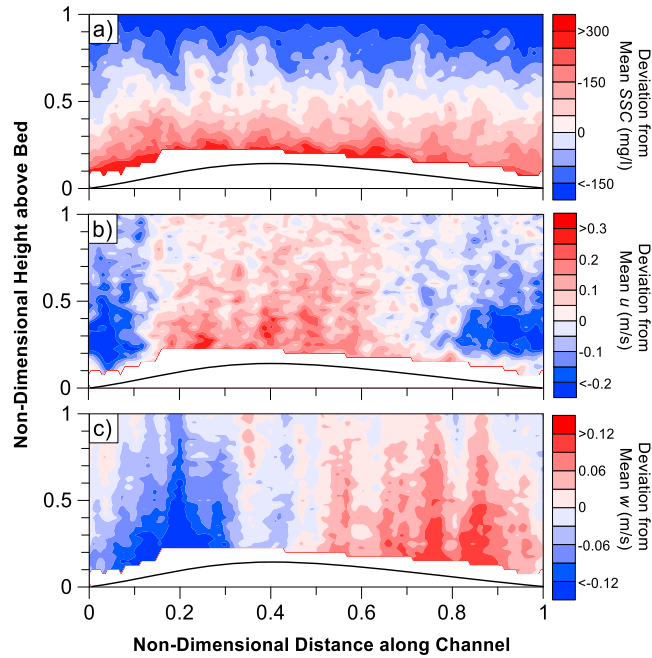 a)
1
0.5
0
>300
150
0
-150
<-150
Deviation from
Mean SSC (mg/l)
b)
1
0.5
0
>0.3
0.2
0.1
0
-0.1
<-0.2
Deviation from
Mean u (m/s)
c)
1
0.5
0
>0.12
0.06
0
-0.06
<-0.12
Deviation from
Mean w (m/s)
0
0.2
0.4
0.6
0.8
1
Non-Dimensional Height above Bed
Non-Dimensional Distance along Channel